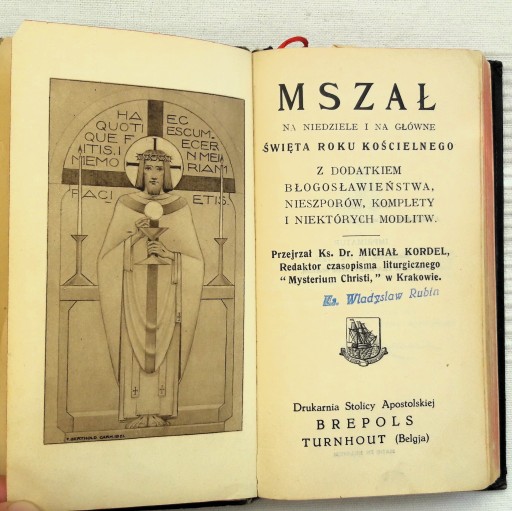 HA EC
QUOTI ESCUM.
QUE F ECER
ITIS. I N MEI
MEMO RIAM
FACI ETIS.
MSZAŁ
NA NIEDZIELE I NA GŁÓWNE
ŚWIĘTA ROKU KOŚCIELNEGO
Z DODATKIEM
BŁOGOSŁAWIEŃSTWA,
NIESZPORÓW, KOMPLETY
I NIEKTÓRYCH MODLITW.
Przejrzał Ks. Dr. MICHAŁ KORDEL,
Redaktor czasopisma liturgicznego
“ Mysterium Christi, ” w Krakowie.
Ks. Wladyslaw Rubin
Drukarnia Stolicy Apostolskiej
BREPOLS
TURNHOUT (Belgja)